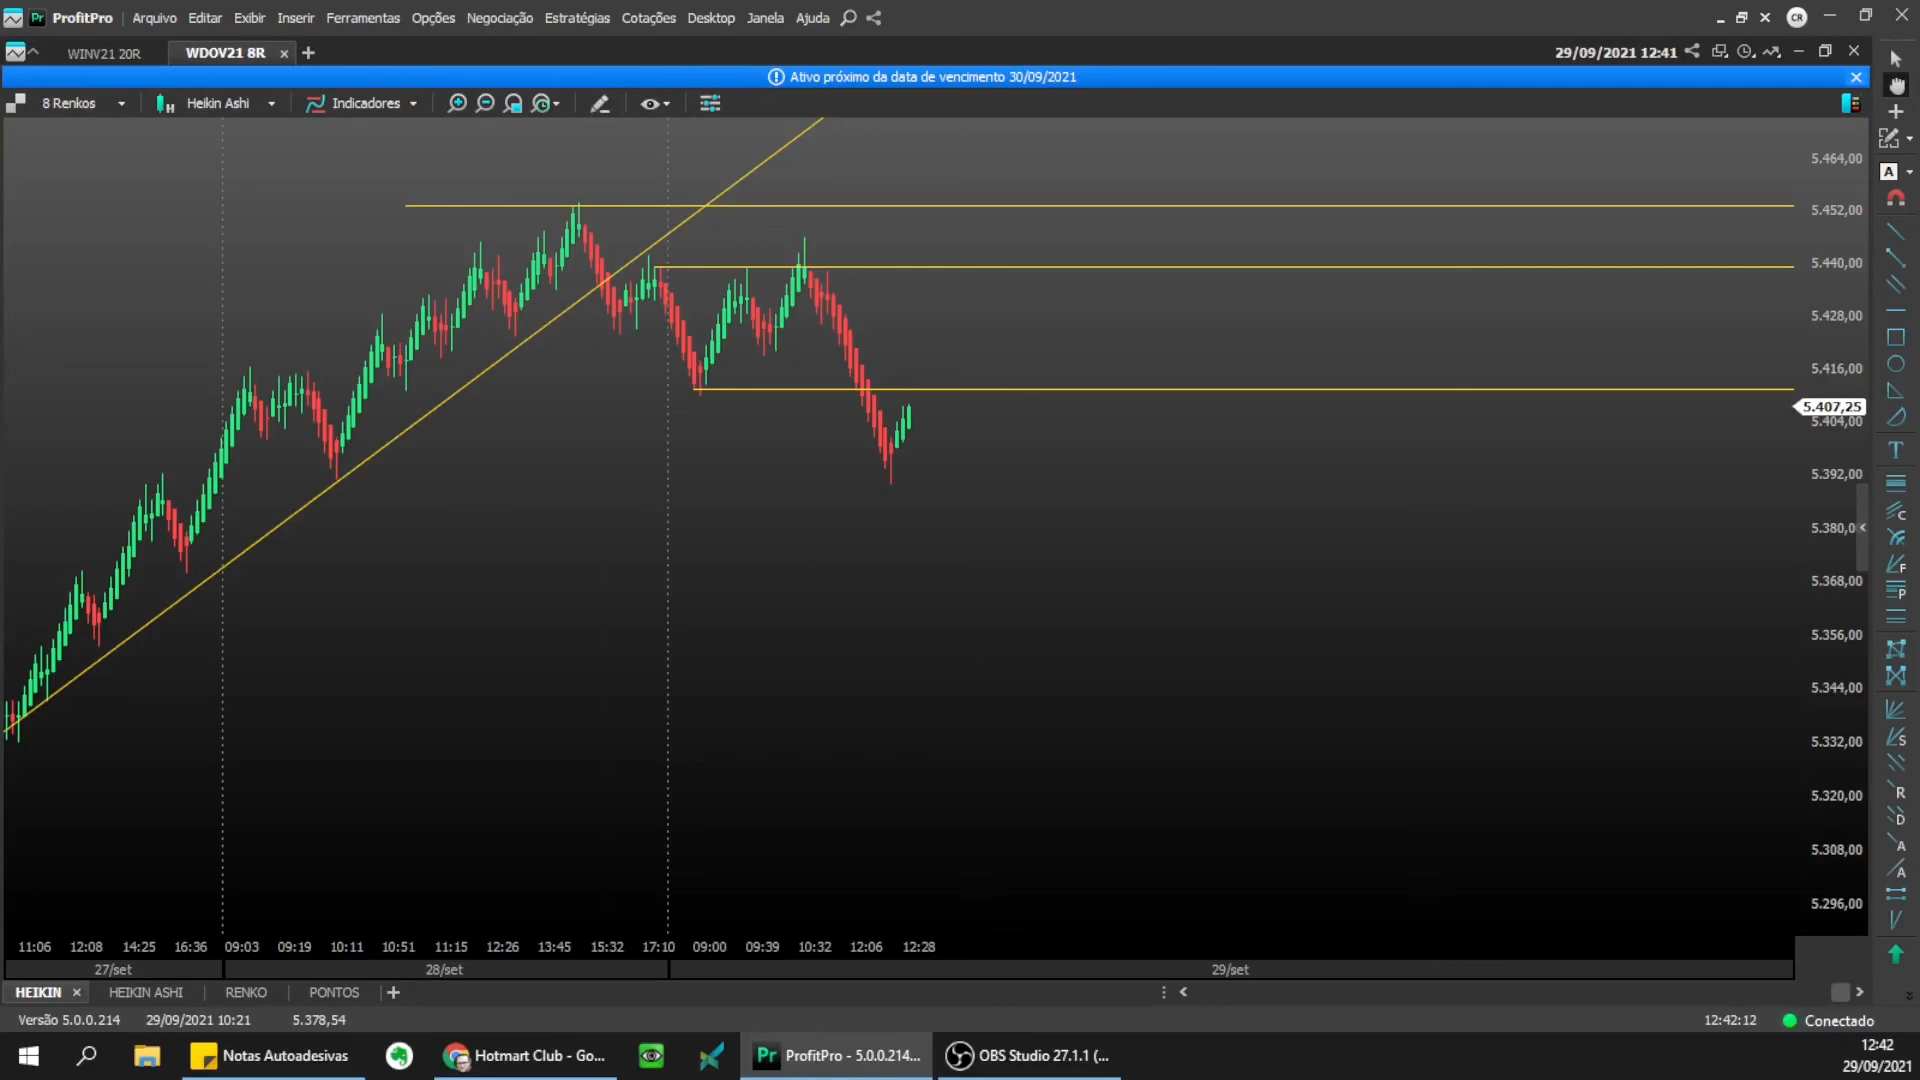 Pr ProfitPro Arquivo Editar Exibir Inserir Ferramentas Opções Negociação Estratégias Cotações Desktop Janela Ajuda CR
WINV21 20R WDOV21 8R 29/09/2021 12:41
Ativo próximo da data de vencimento 30/09/2021
8 Renkos H Heikin Ashi Indicadores
A
5.464,00
5.452,00
5.440,00
5.428,00
5.416,00
5.407,25
5.404,00
5.392,00
5.380,0
5.368,00
5.356,00
5.344,00
5.332,00
5.320,00
5.308,00
5.296,00
T
C
F
P
S
R
D
A
A
11:06 12:08 14:25 16:36 09:03 09:19 10:11 10:51 11:15 12:26 13:45 15:32 17:10 09:00 09:39 10:32 12:06 12:28
27/set 28/set 29/set
HEIKIN HEIKIN ASHI RENKO PONTOS
Versão 5.0.0.214 29/09/2021 10:21 5.378,54 12:42:12 Conectado
Notas Autoadesivas Hotmart Club - Go... Pr ProfitPro - 5.0.0.214... OBS Studio 27.1.1 (... 12:42
29/09/2021